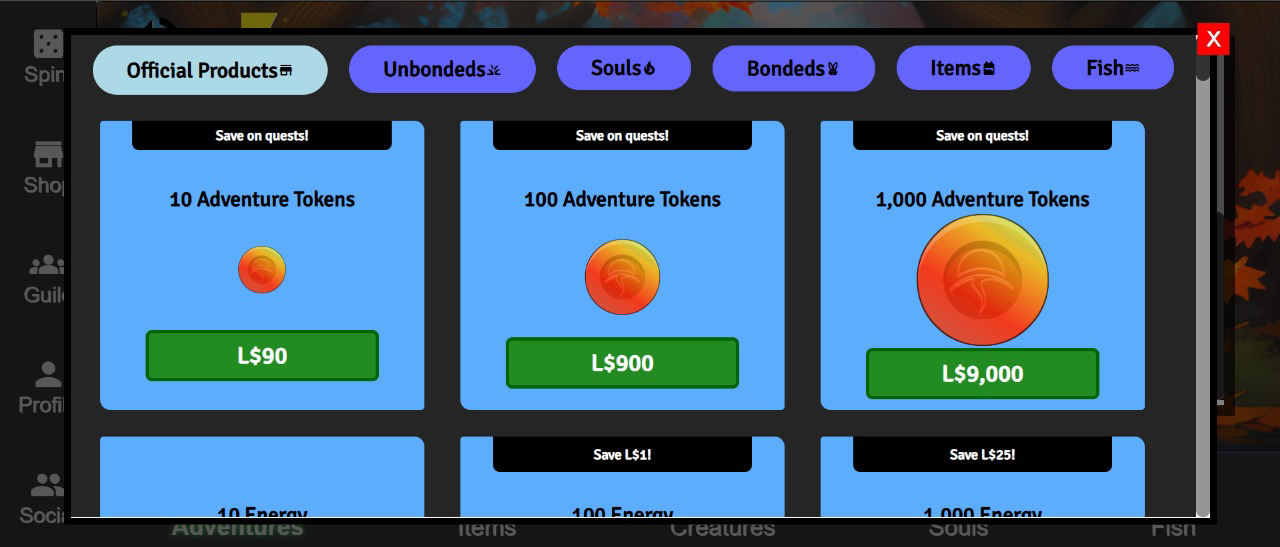 Official Products
Unbondeds
Souls
Bondeds
Items
Fish
X
Spin
Shop
Guild
Profil
Socia
Save on quests!
10 Adventure Tokens
L$90
Save on quests!
100 Adventure Tokens
L$900
Save on quests!
1,000 Adventure Tokens
L$9,000
10 Energy
Save L$1!
100 Energy
Save L$25!
1,000 Energy
Adventures
Items
Creatures
Souls
Fish